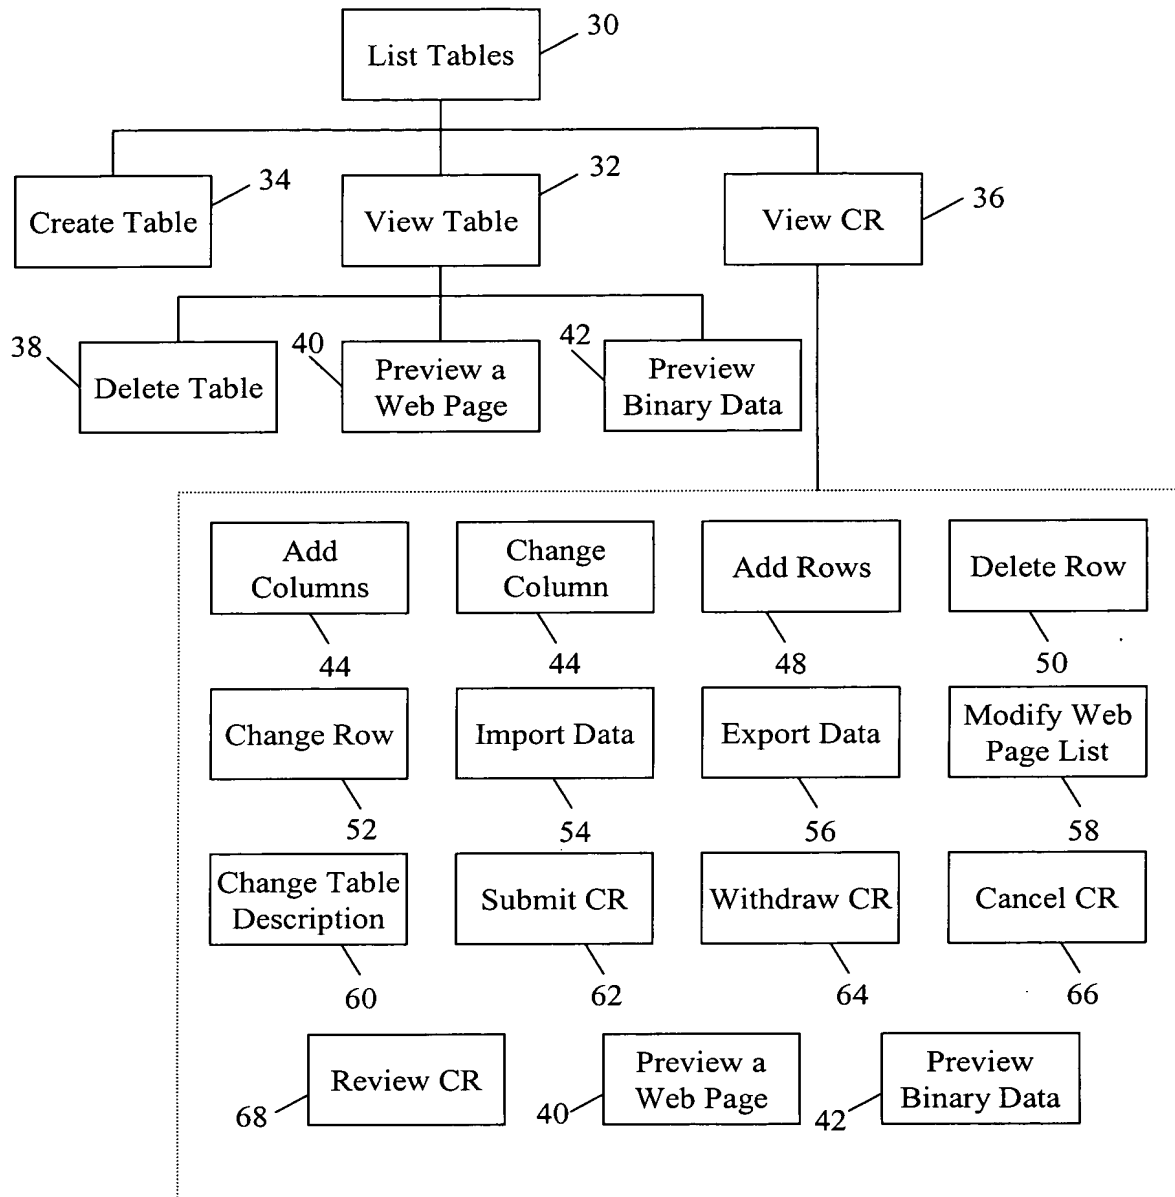 List Tables
30
Create Table
34
View Table
32
View CR
36
38
Delete Table
40
Preview a
Web Page
42
Preview
Binary Data
Add
Columns
44
Change
Column
44
Add Rows
48
Delete Row
50
Change Row
52
Import Data
54
Export Data
56
Modify Web
Page List
58
Change Table
Description
60
Submit CR
62
Withdraw CR
64
Cancel CR
66
Review CR
68
Preview a
Web Page
40
Preview
Binary Data
42